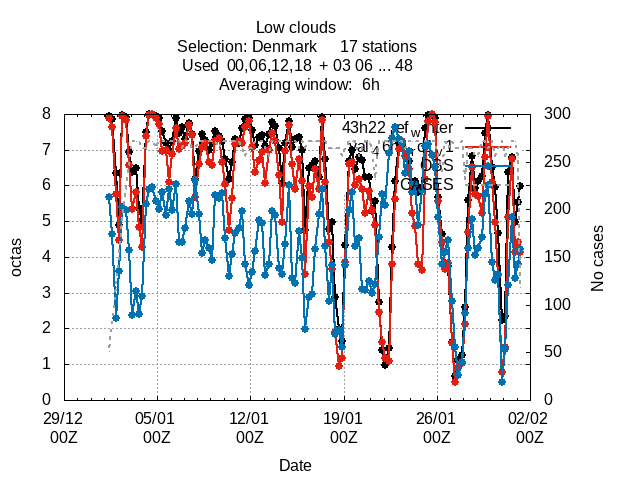 Low clouds
Selection: Denmark 17 stations
Used 00,06,12,18 + 03 06 ... 48
Averaging window: 6h
8
7
6
5
4
3
2
1
0
octas
300
250
200
150
100
50
0
No cases
OBS
CASES
29/12 05/01 12/01 19/01 26/01 02/02
00Z 00Z 00Z 00Z 00Z 00Z
Date